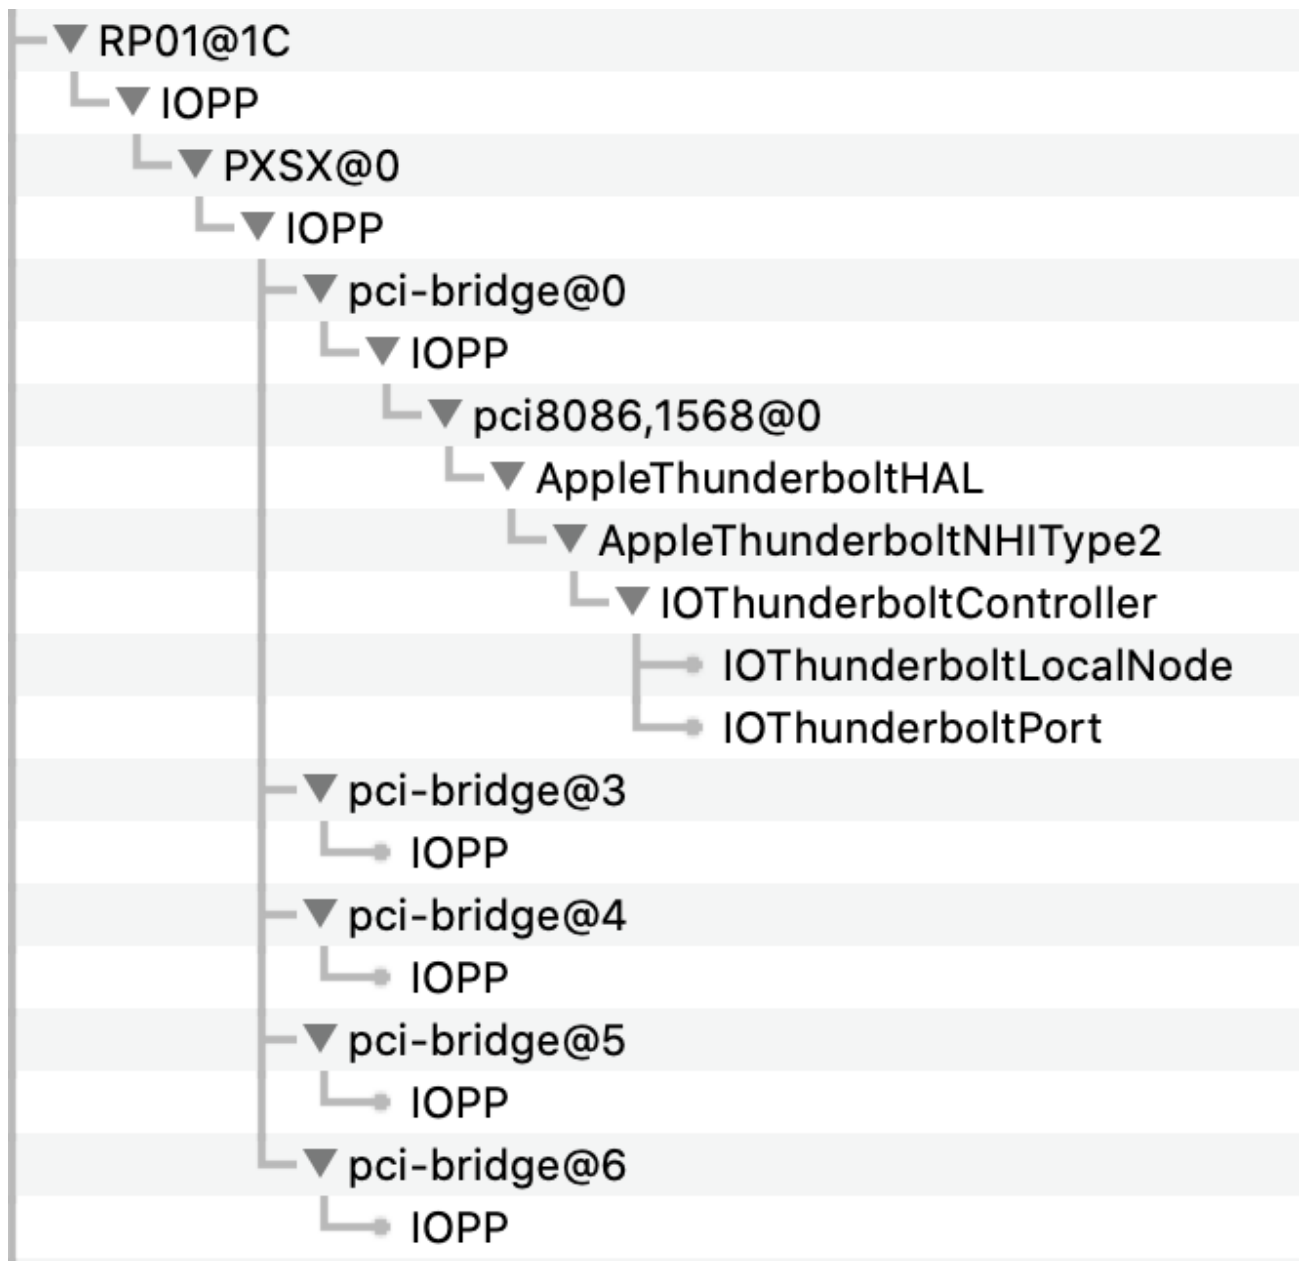 RP01@1C
IOPP
PXSX@0
IOPP
pci-bridge@0
IOPP
pci8086,1568@0
AppleThunderboltHAL
AppleThunderboltNHIType2
IOThunderboltController
IOThunderboltLocalNode
IOThunderboltPort
pci-bridge@3
IOPP
pci-bridge@4
IOPP
pci-bridge@5
IOPP
pci-bridge@6
IOPP